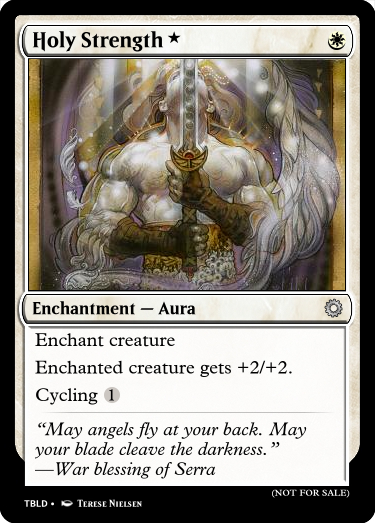 Holy Strength ★
Enchantment — Aura
Enchant creature
Enchanted creature gets +2/+2.
Cycling 1
“May angels fly at your back. May
your blade cleave the darkness.”
—War blessing of Serra
(NOT FOR SALE)
TBLD • Terese Nielsen